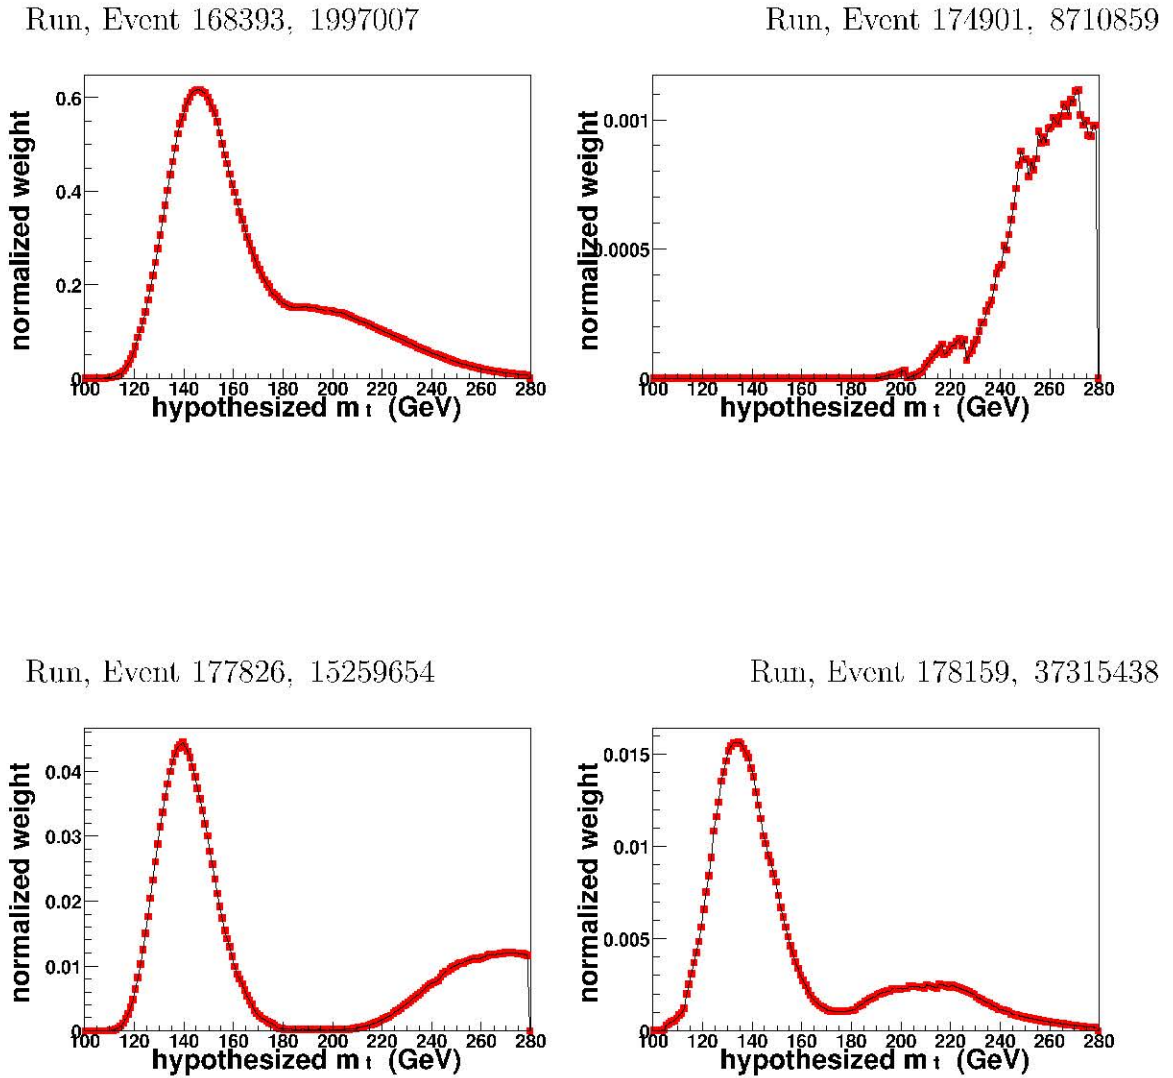 Run, Event 168393, 1997007
Run, Event 174901, 8710859
normalized weight
0.6
0.4
0.2
0
100 120 140 160 180 200 220 240 260 280
hypothesized m t (GeV)
normalized weight
0.001
0.0005
0
100 120 140 160 180 200 220 240 260 280
hypothesized m t (GeV)
Run, Event 177826, 15259654
Run, Event 178159, 37315438
normalized weight
0.04
0.03
0.02
0.01
0
100 120 140 160 180 200 220 240 260 280
hypothesized m t (GeV)
normalized weight
0.015
0.01
0.005
0
100 120 140 160 180 200 220 240 260 280
hypothesized m t (GeV)